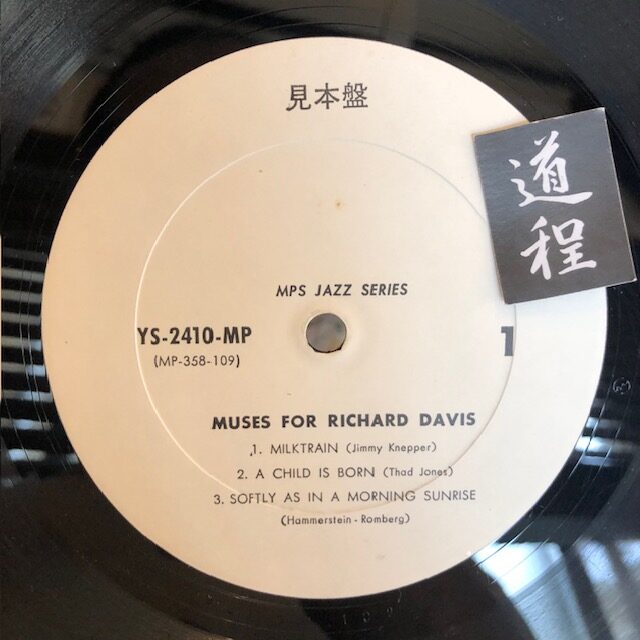 見本盤
道程
MPS JAZZ SERIES
YS-2410-MP
(MP-358-109)
1
MUSES FOR RICHARD DAVIS
1. MILKTRAIN (Jimmy Knepper)
2. A CHILD IS BORN (Thad Jones)
3. SOFTLY AS IN A MORNING SUNRISE
(Hammerstein - Romberg)